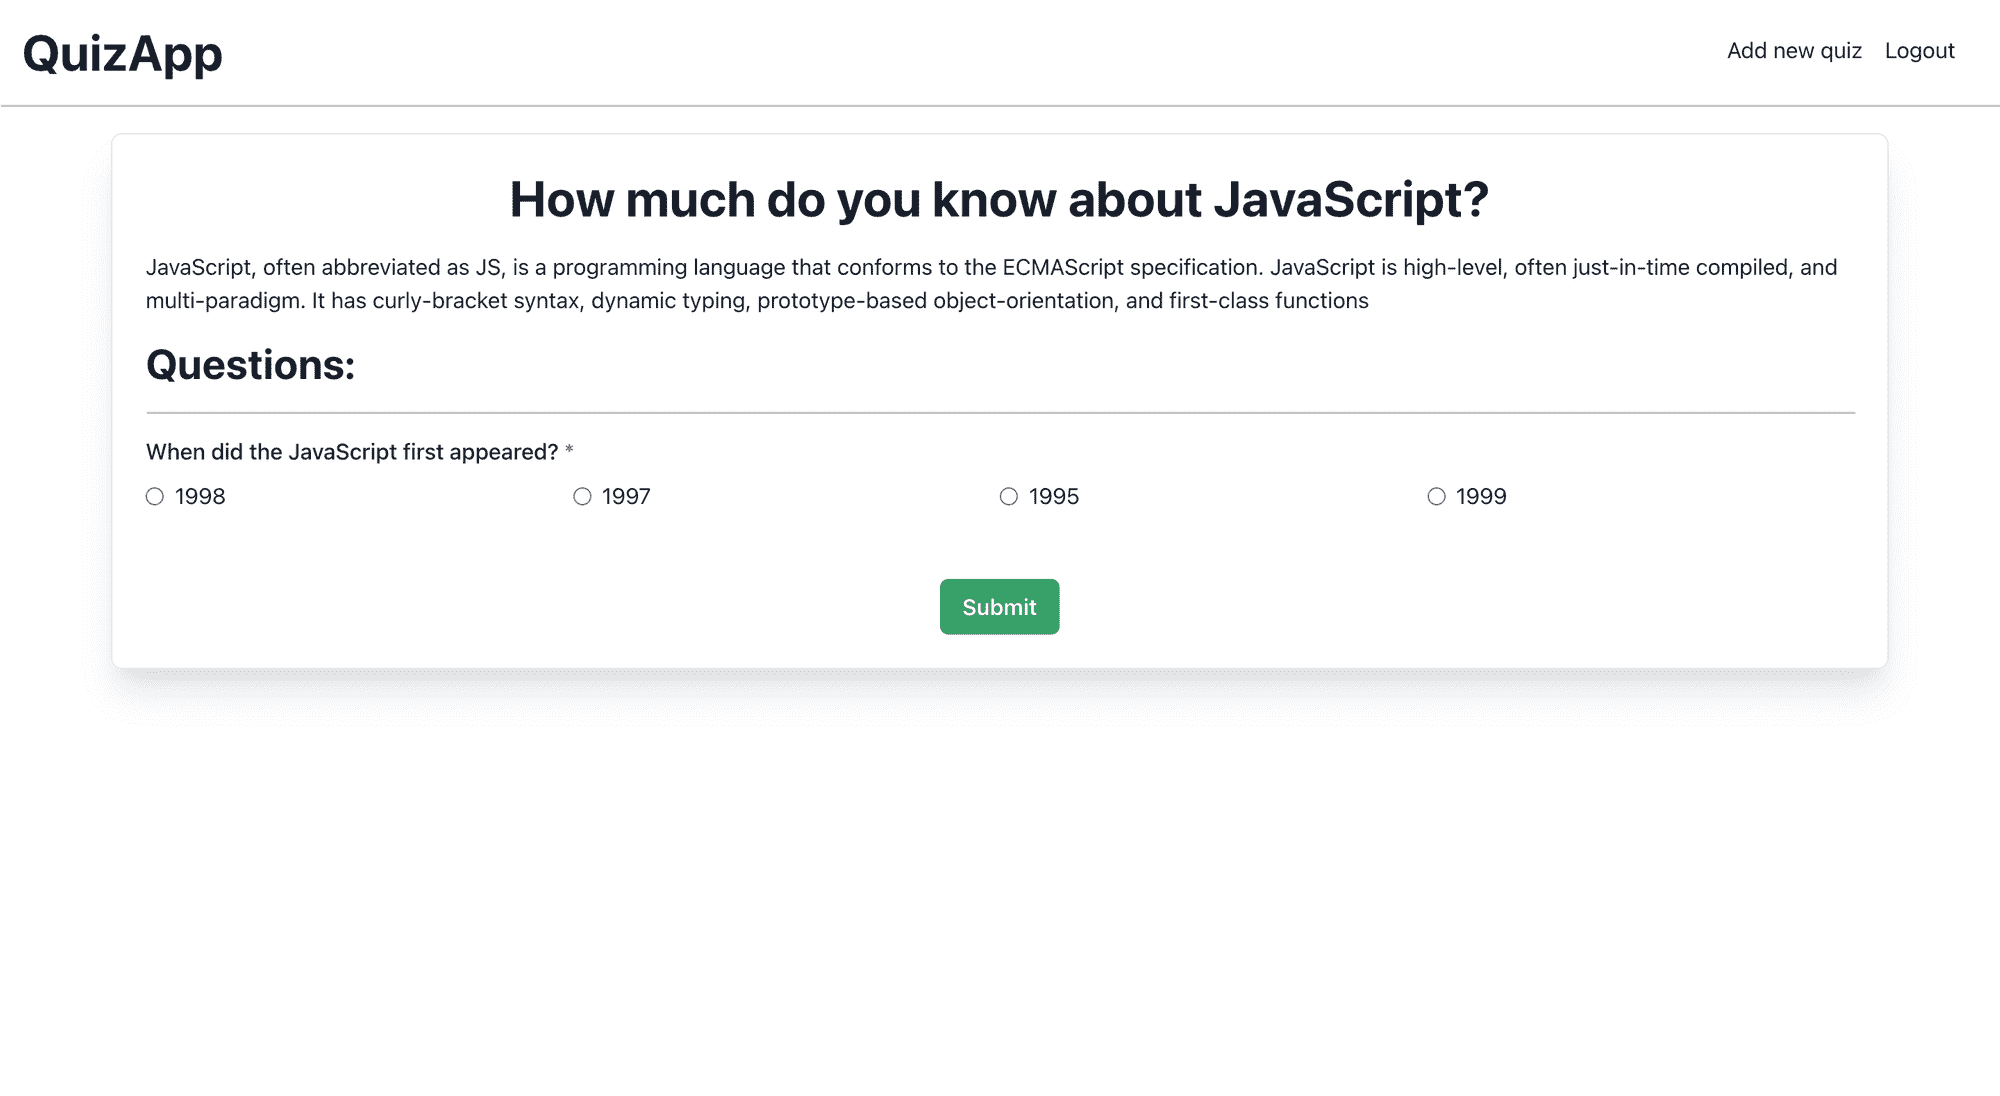 QuizApp
Add new quiz
Logout
How much do you know about JavaScript?
JavaScript, often abbreviated as JS, is a programming language that conforms to the ECMAScript specification. JavaScript is high-level, often just-in-time compiled, and
multi-paradigm. It has curly-bracket syntax, dynamic typing, prototype-based object-orientation, and first-class functions
Questions:
When did the JavaScript first appeared? *
1998
1997
1995
1999
Submit